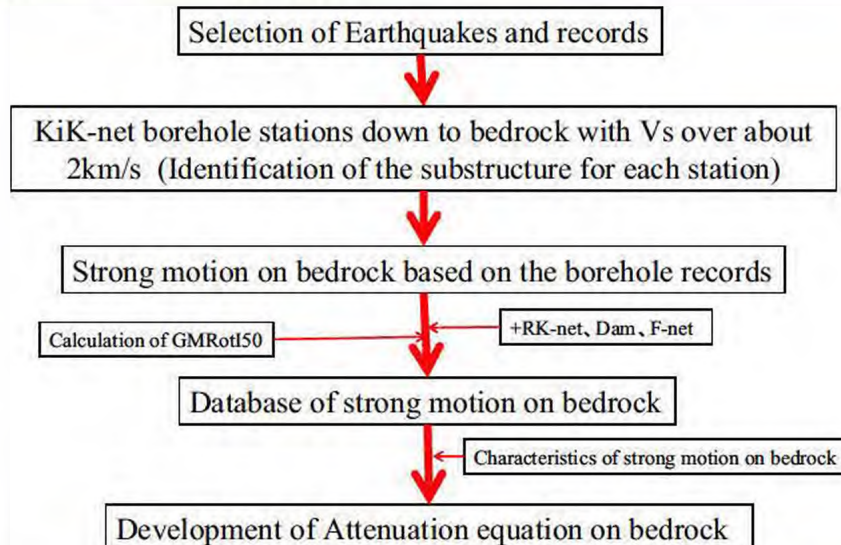 Selection of Earthquakes and records
KiK-net borehole stations down to bedrock with Vs over about
2km/s (Identification of the substructure for each station)
Strong motion on bedrock based on the borehole records
+RK-net、Dam、F-net
Calculation of GMRotI50
Database of strong motion on bedrock
Characteristics of strong motion on bedrock
Development of Attenuation equation on bedrock